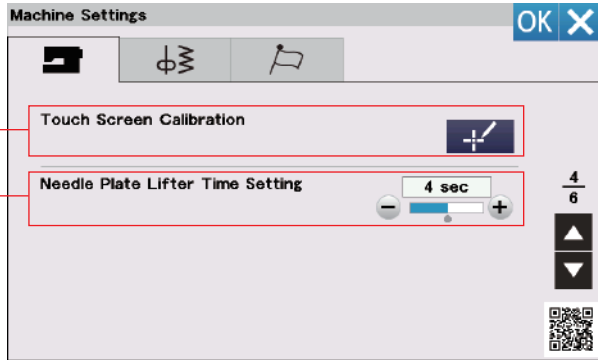 Machine Settings
OK
Touch Screen Calibration
Needle Plate Lifter Time Setting
4 sec
4
6